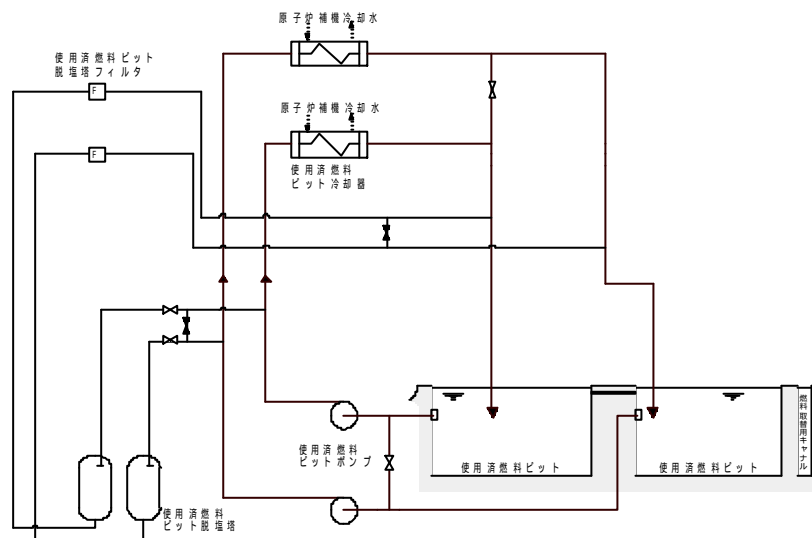 原子炉補機冷却水
使用済燃料ピット
脱塩塔フィルタ
F
原子炉補機冷却水
F
使用済燃料
ピット冷却器
燃料取替用キャナル
使用済燃料
ピットポンプ
使用済燃料ピット
使用済燃料ピット
使用済燃料
ピット脱塩塔